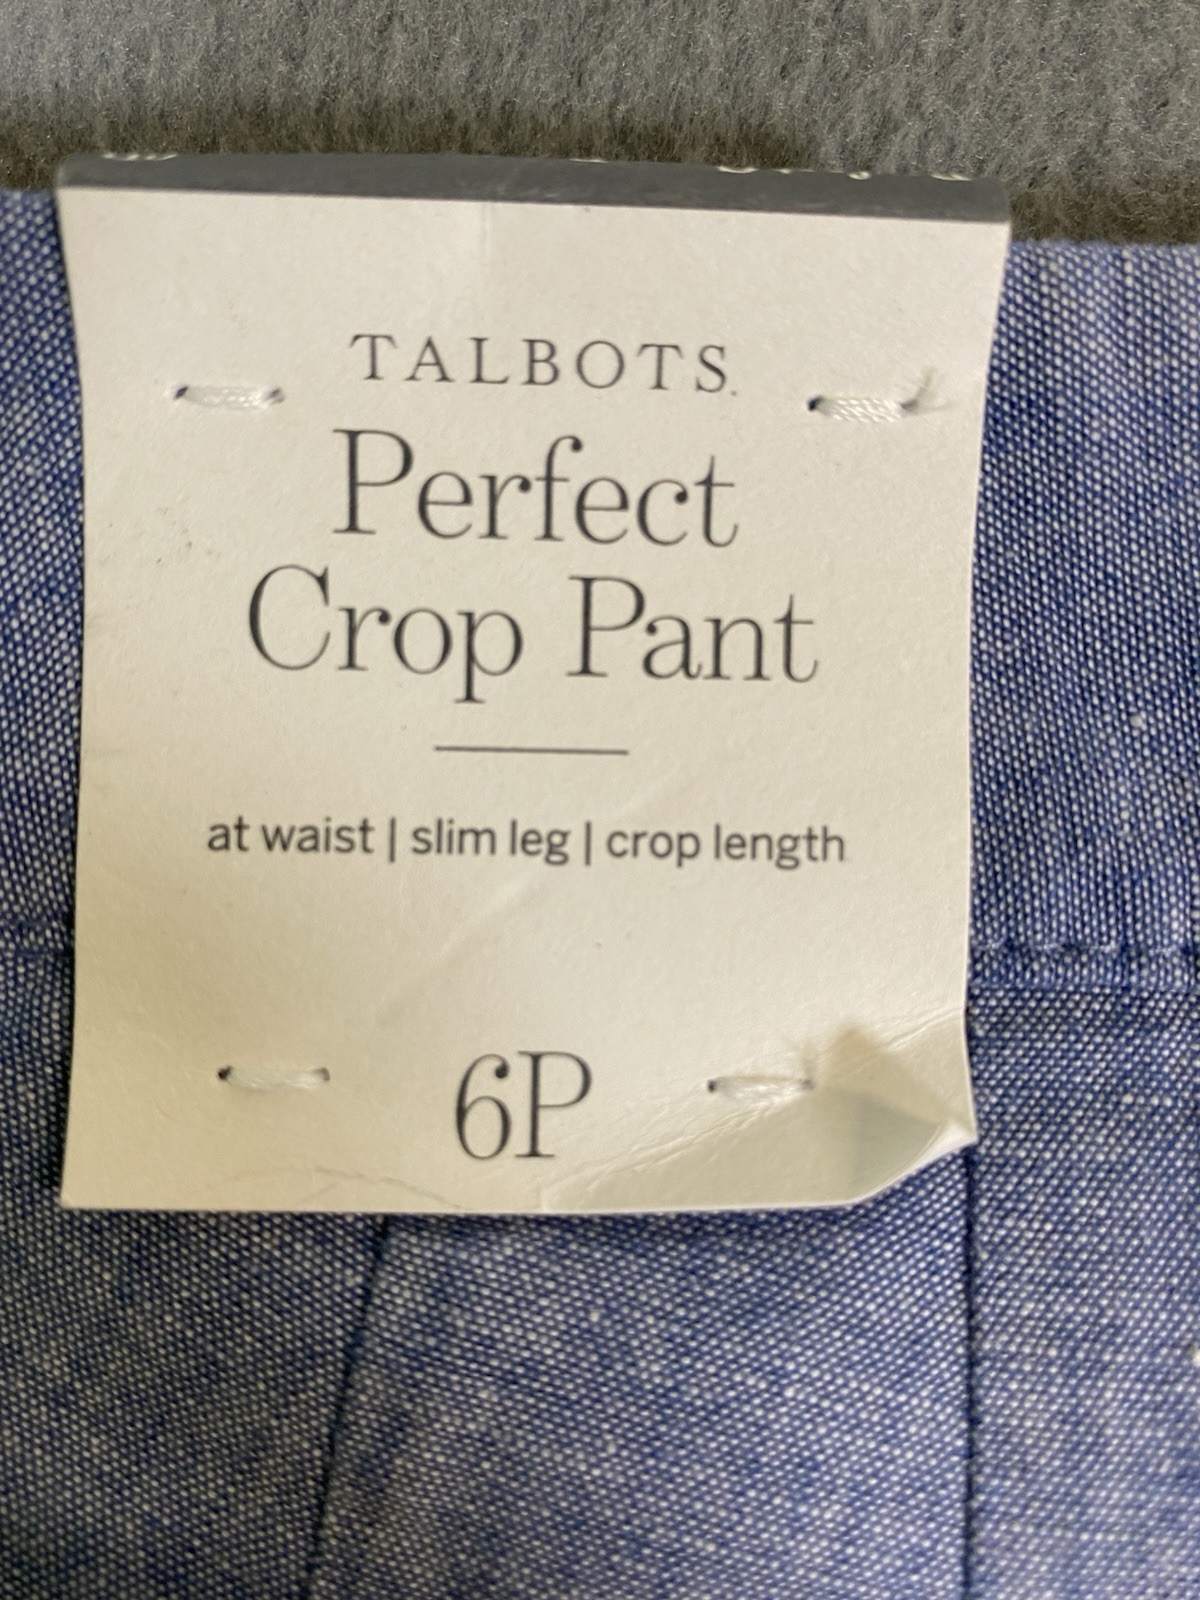 TALBOTS.
Perfect
Crop Pant
at waist | slim leg | crop length
6P